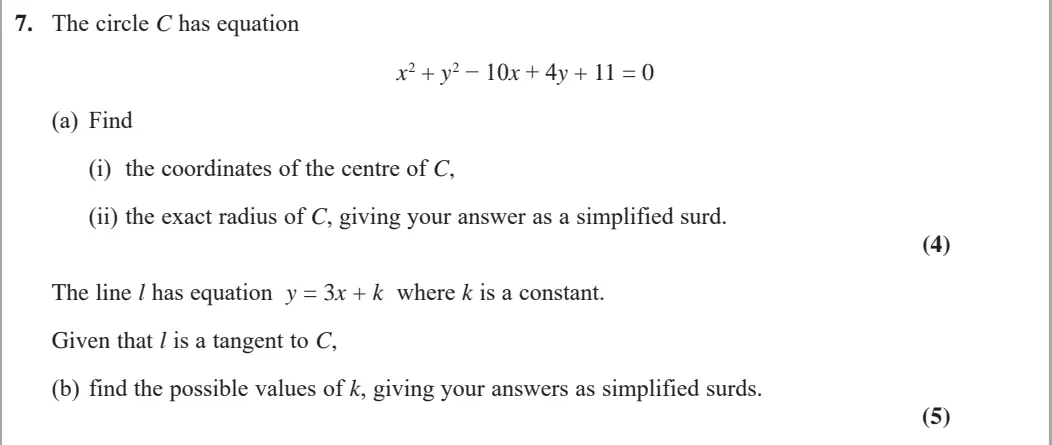 7. The circle C has equation
x² + y² − 10x + 4y + 11 = 0
(a) Find
(i) the coordinates of the centre of C,
(ii) the exact radius of C, giving your answer as a simplified surd.
(4)
The line l has equation y = 3x + k where k is a constant.
Given that l is a tangent to C,
(b) find the possible values of k, giving your answers as simplified surds.
(5)